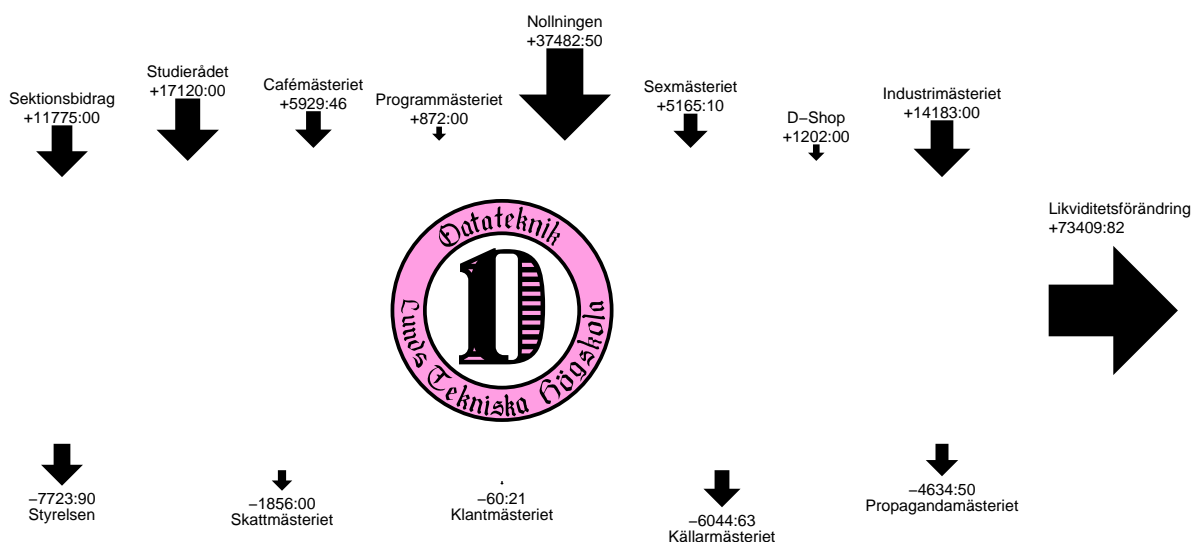 Nollningen
+37482:50
Studierådet
+17120:00
Cafémästeriet
+5929:46
Sexmästeriet
+5165:10
Industrimästeriet
+14183:00
Sektionsbidrag
+11775:00
Programmästeriet
+872:00
D–Shop
+1202:00
Likviditetsförändring
+73409:82
Datateknik
Lunds Tekniska Högskola
D
–7723:90
Styrelsen
–1856:00
Skattmästeriet
–60:21
Klantmästeriet
–6044:63
Källarmästeriet
–4634:50
Propagandamästeriet